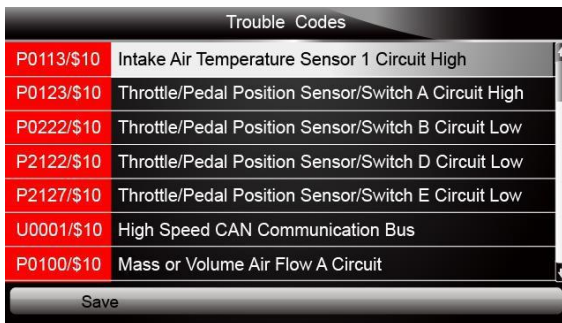 Trouble Codes
P0113/$10 Intake Air Temperature Sensor 1 Circuit High
P0123/$10 Throttle/Pedal Position Sensor/Switch A Circuit High
P0222/$10 Throttle/Pedal Position Sensor/Switch B Circuit Low
P2122/$10 Throttle/Pedal Position Sensor/Switch D Circuit Low
P2127/$10 Throttle/Pedal Position Sensor/Switch E Circuit Low
U0001/$10 High Speed CAN Communication Bus
P0100/$10 Mass or Volume Air Flow A Circuit
Save